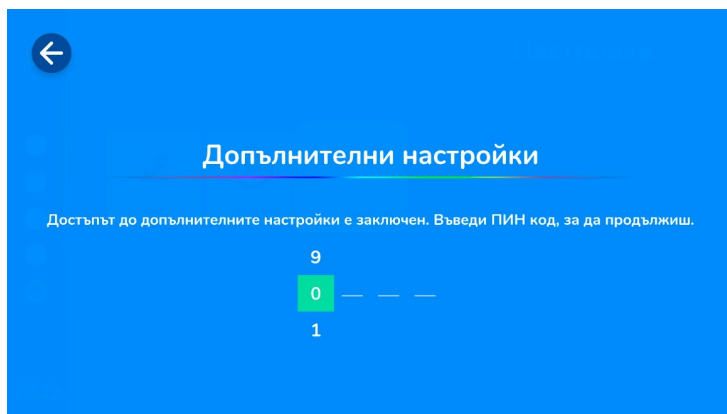 Допълнителни настройки
Достъпът до допълнителните настройки е заключен. Въведи ПИН код, за да продължиш.
9
0 _ _ _
1